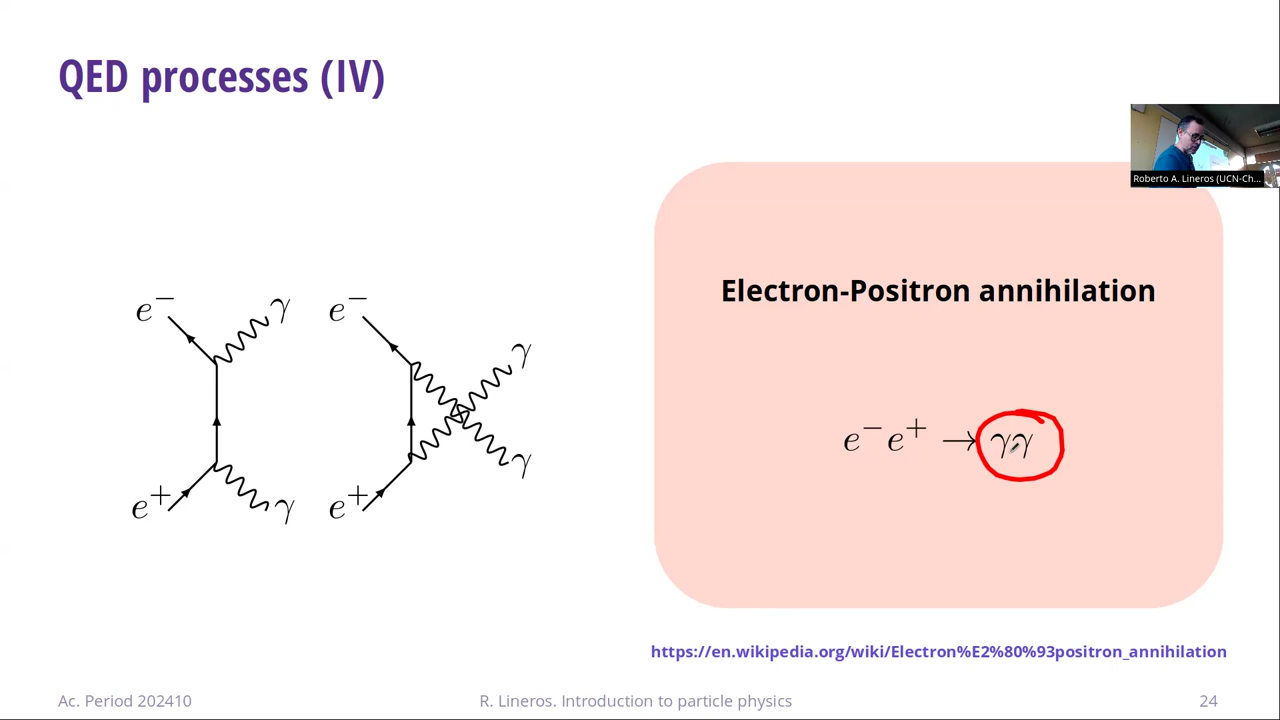 QED processes (IV)
Roberto A. Lineros (UCN-Ch...
e⁻ γ e⁻ γ
e⁺ γ e⁺ γ
Electron-Positron annihilation
e⁻e⁺ → γγ
https://en.wikipedia.org/wiki/Electron%E2%80%93positron_annihilation
Ac. Period 202410
R. Lineros. Introduction to particle physics
24